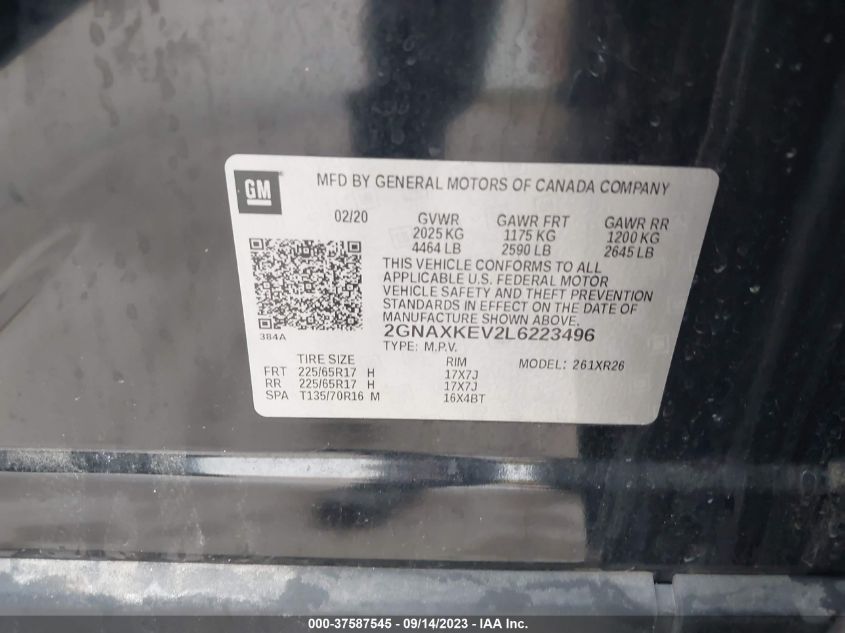 GM
MFD BY GENERAL MOTORS OF CANADA COMPANY
02/20 GVWR GAWR FRT GAWR RR
2025 KG 1175 KG 1200 KG
4464 LB 2590 LB 2645 LB
THIS VEHICLE CONFORMS TO ALL
APPLICABLE U.S. FEDERAL MOTOR
VEHICLE SAFETY AND THEFT PREVENTION
STANDARDS IN EFFECT ON THE DATE OF
MANUFACTURE SHOWN ABOVE.
384A 2GNAXKEV2L6223496
TYPE: M.P.V.
TIRE SIZE RIM MODEL: 261XR26
FRT 225/65R17 H 17X7J
RR 225/65R17 H 17X7J
SPA T135/70R16 M 16X4BT
000-37587545 - 09/14/2023 - IAA Inc.